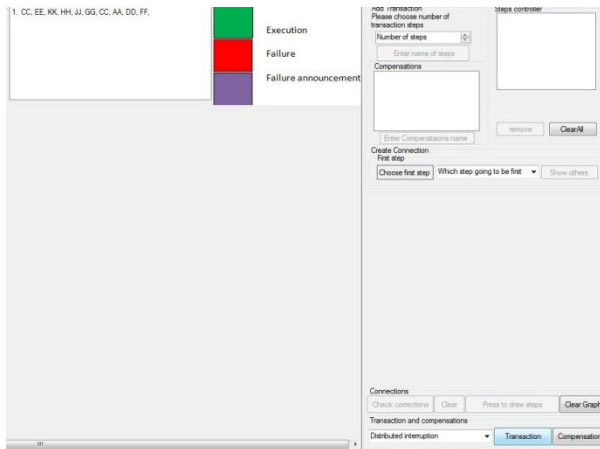 1. CC, EE, KK, HH, JJ, GG, CC, AA, DD, FF,
Execution
Failure
Failure announcement
Add Transaction
Please choose number of
transaction steps
Number of steps
Enter name of steps
Compensations
Enter Compenstaions name
Steps controller
remove
ClearAll
Create Connection
First step
Choose first step
Which step going to be first
Show others
Connections
Check connections
Clear
Press to draw steps
Clear Graph
Transaction and compensations
Distributed interruption
Transaction
Compensation